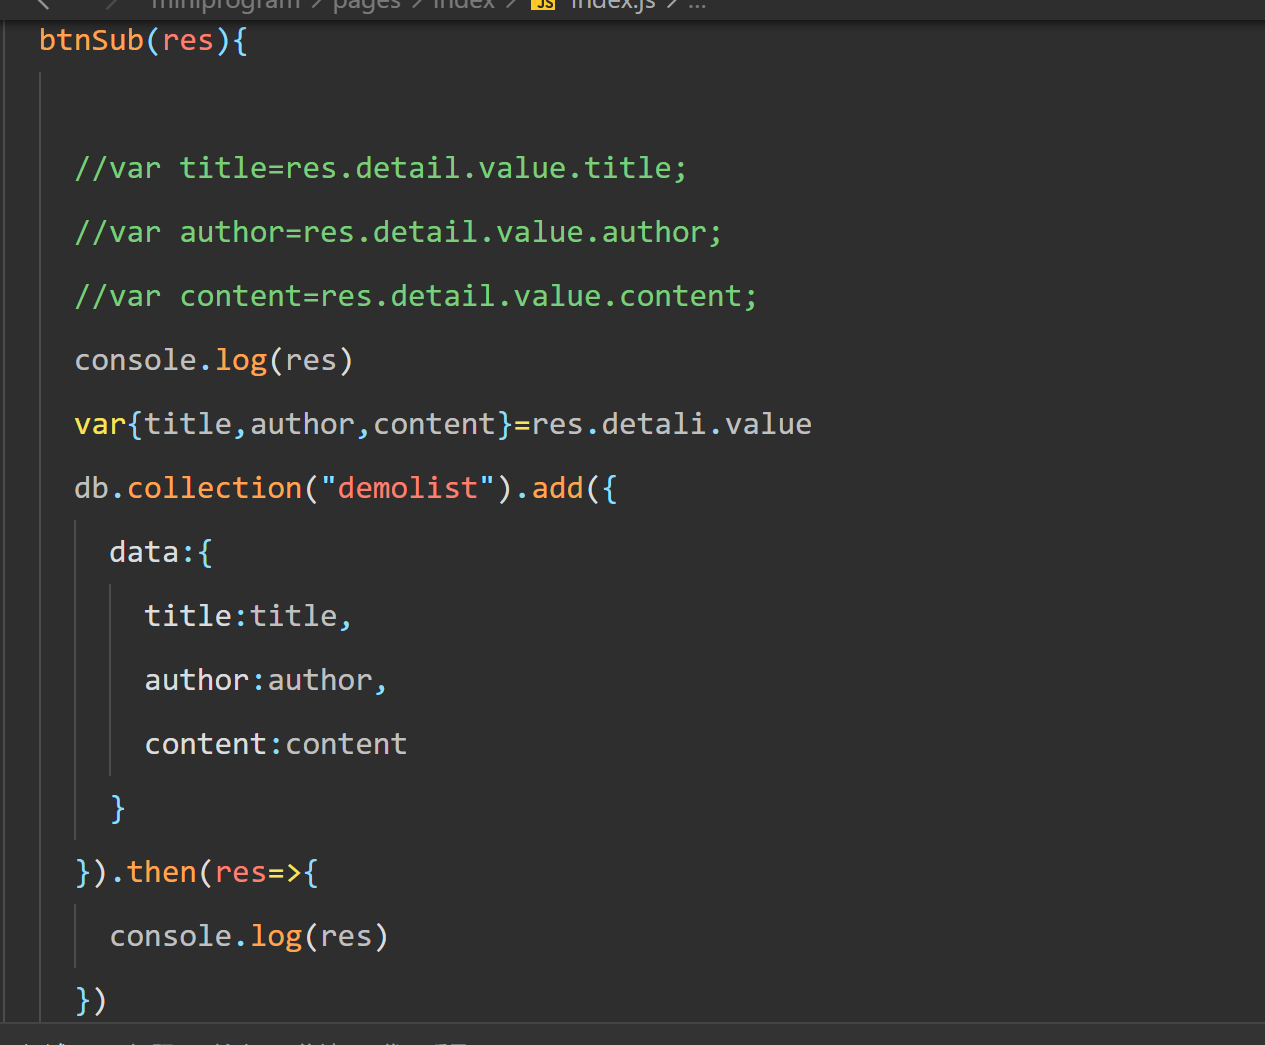 miniprogram > pages > index > JS index.js > ...
btnSub(res){
//var title=res.detail.value.title;
//var author=res.detail.value.author;
//var content=res.detail.value.content;
console.log(res)
var{title,author,content}=res.detali.value
db.collection("demolist").add({
data:{
title:title,
author:author,
content:content
}
}).then(res=>{
console.log(res)
})